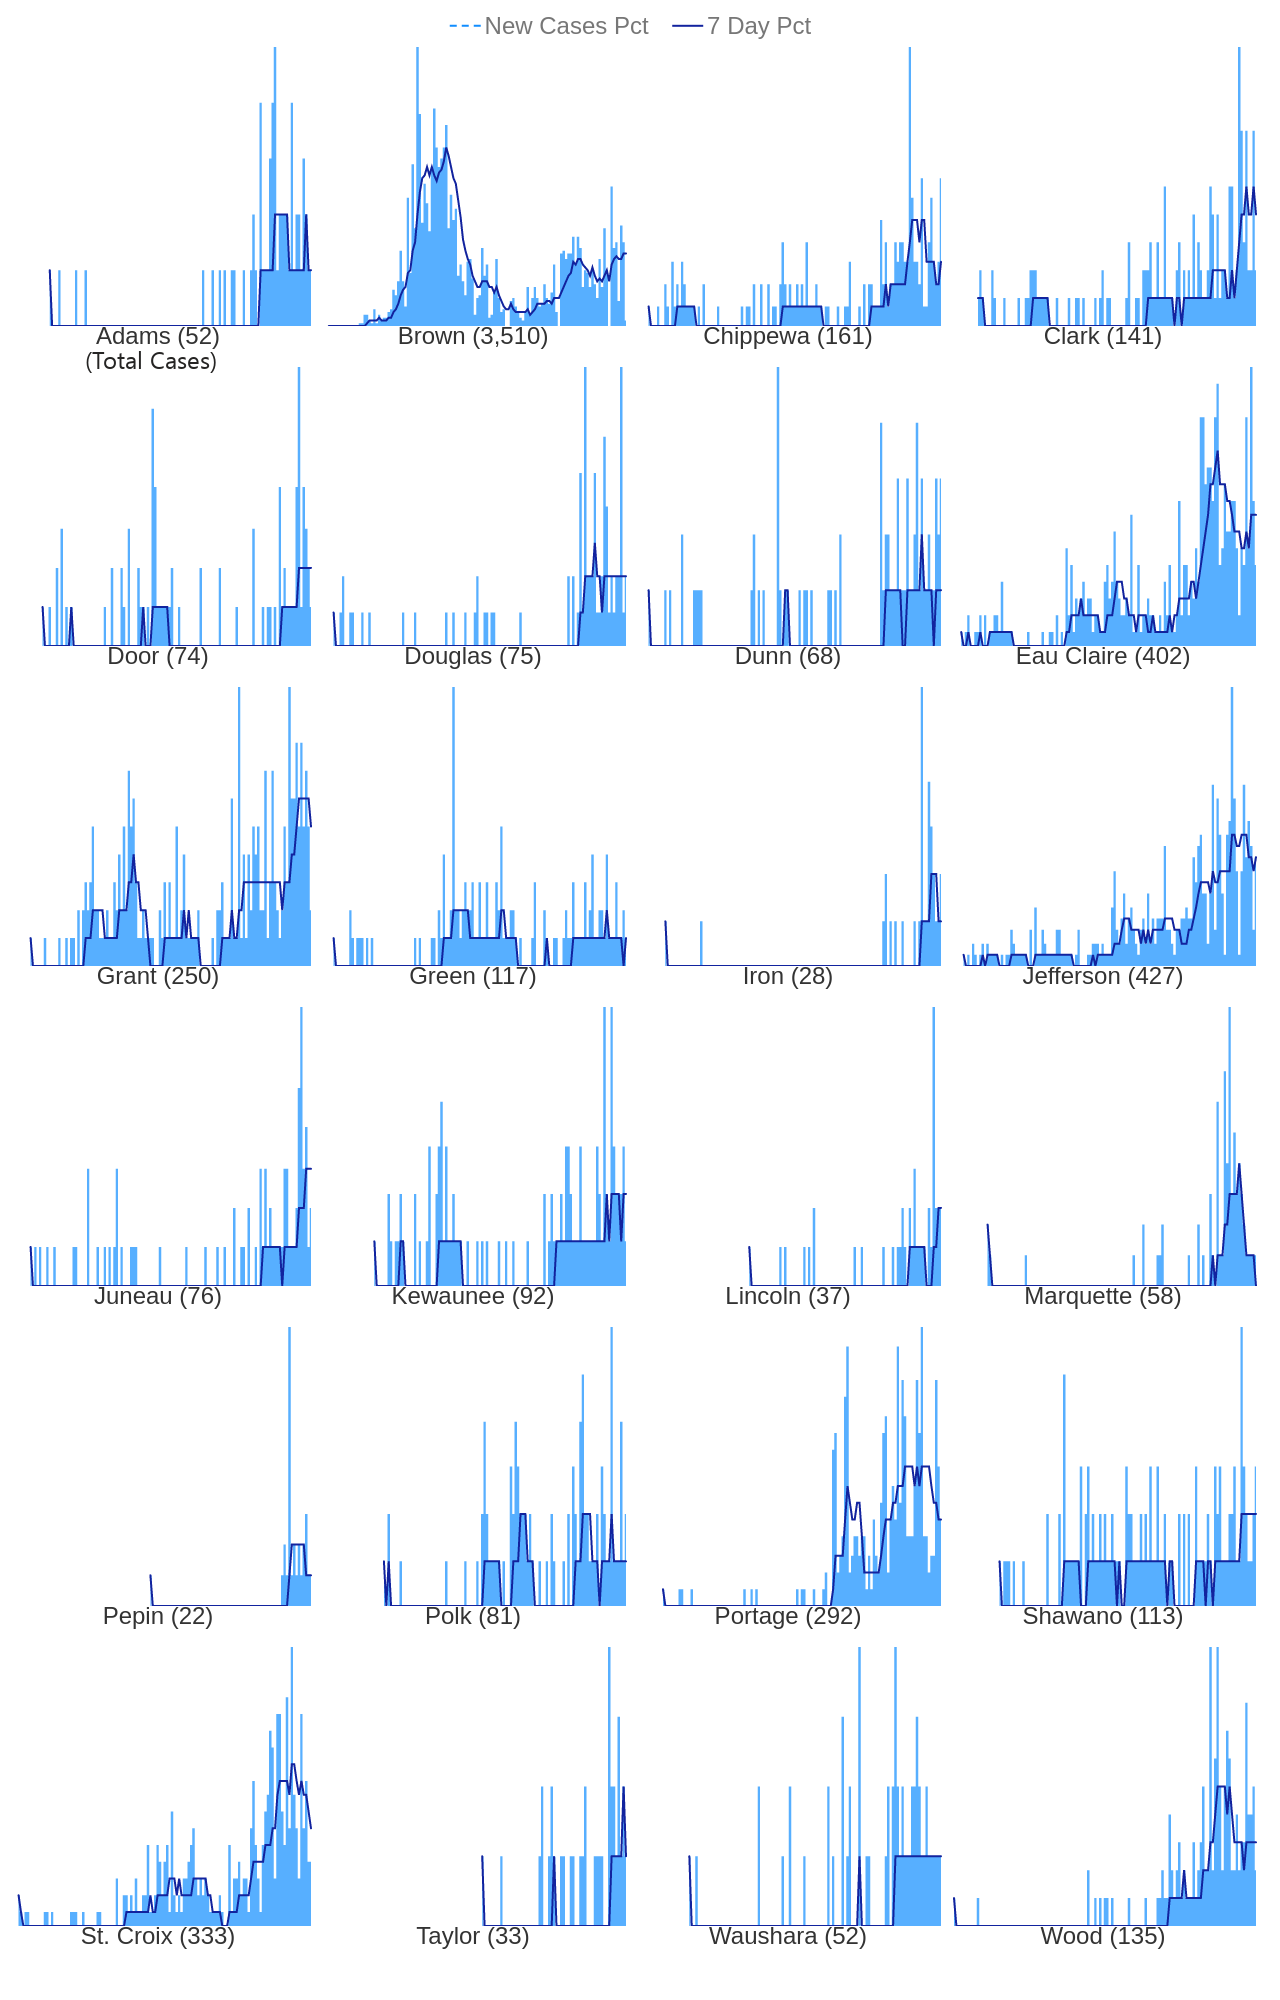 New Cases Pct 7 Day Pct
Adams (52) Brown (3,510) Chippewa (161) Clark (141)
(Total Cases)
Door (74) Douglas (75) Dunn (68) Eau Claire (402)
Grant (250) Green (117) Iron (28) Jefferson (427)
Juneau (76) Kewaunee (92) Lincoln (37) Marquette (58)
Pepin (22) Polk (81) Portage (292) Shawano (113)
St. Croix (333) Taylor (33) Waushara (52) Wood (135)